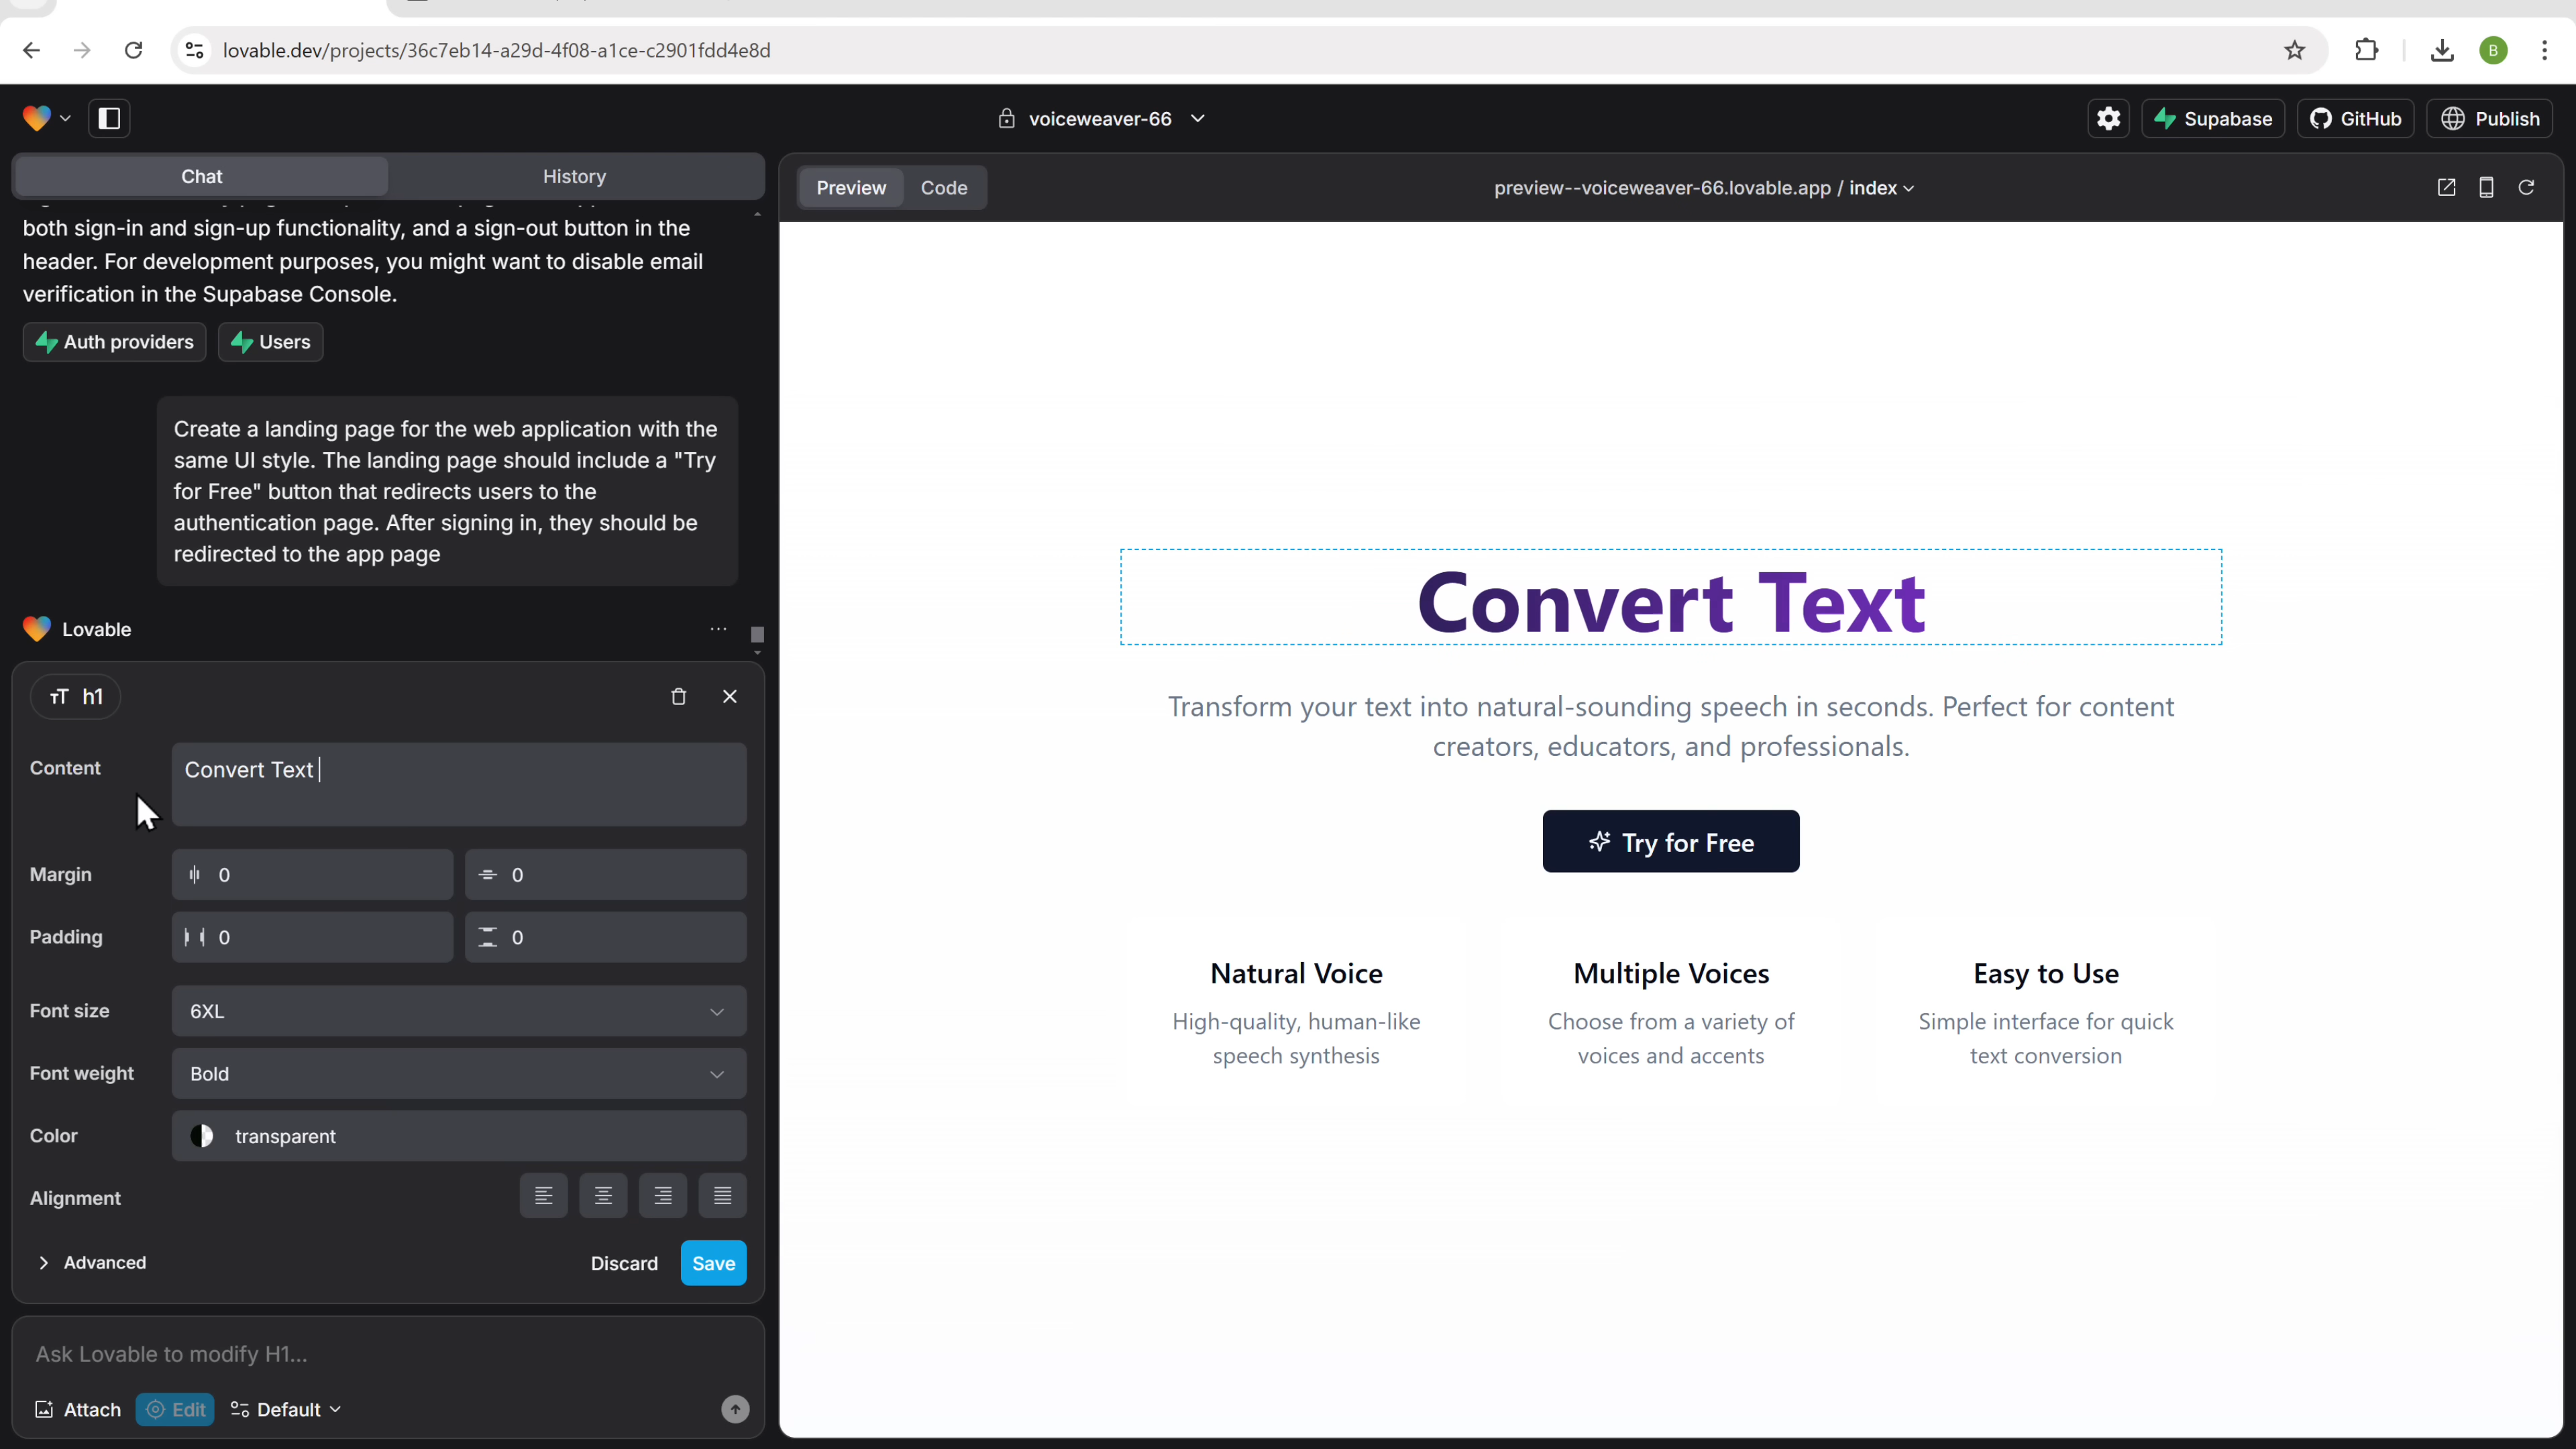 lovable.dev/projects/36c7eb14-a29d-4f08-a1ce-c2901fdd4e8d
B
voiceweaver-66
Supabase
GitHub
Publish
Chat
History
both sign-in and sign-up functionality, and a sign-out button in the
header. For development purposes, you might want to disable email
verification in the Supabase Console.
Auth providers
Users
Create a landing page for the web application with the
same UI style. The landing page should include a "Try
for Free" button that redirects users to the
authentication page. After signing in, they should be
redirected to the app page
Lovable
h1
Content
Convert Text
Margin
0
0
Padding
0
0
Font size
6XL
Font weight
Bold
Color
transparent
Alignment
Advanced
Discard
Save
Ask Lovable to modify H1...
Attach
Edit
Default
Preview
Code
preview--voiceweaver-66.lovable.app / index
Convert Text
Transform your text into natural-sounding speech in seconds. Perfect for content
creators, educators, and professionals.
Try for Free
Natural Voice
High-quality, human-like
speech synthesis
Multiple Voices
Choose from a variety of
voices and accents
Easy to Use
Simple interface for quick
text conversion